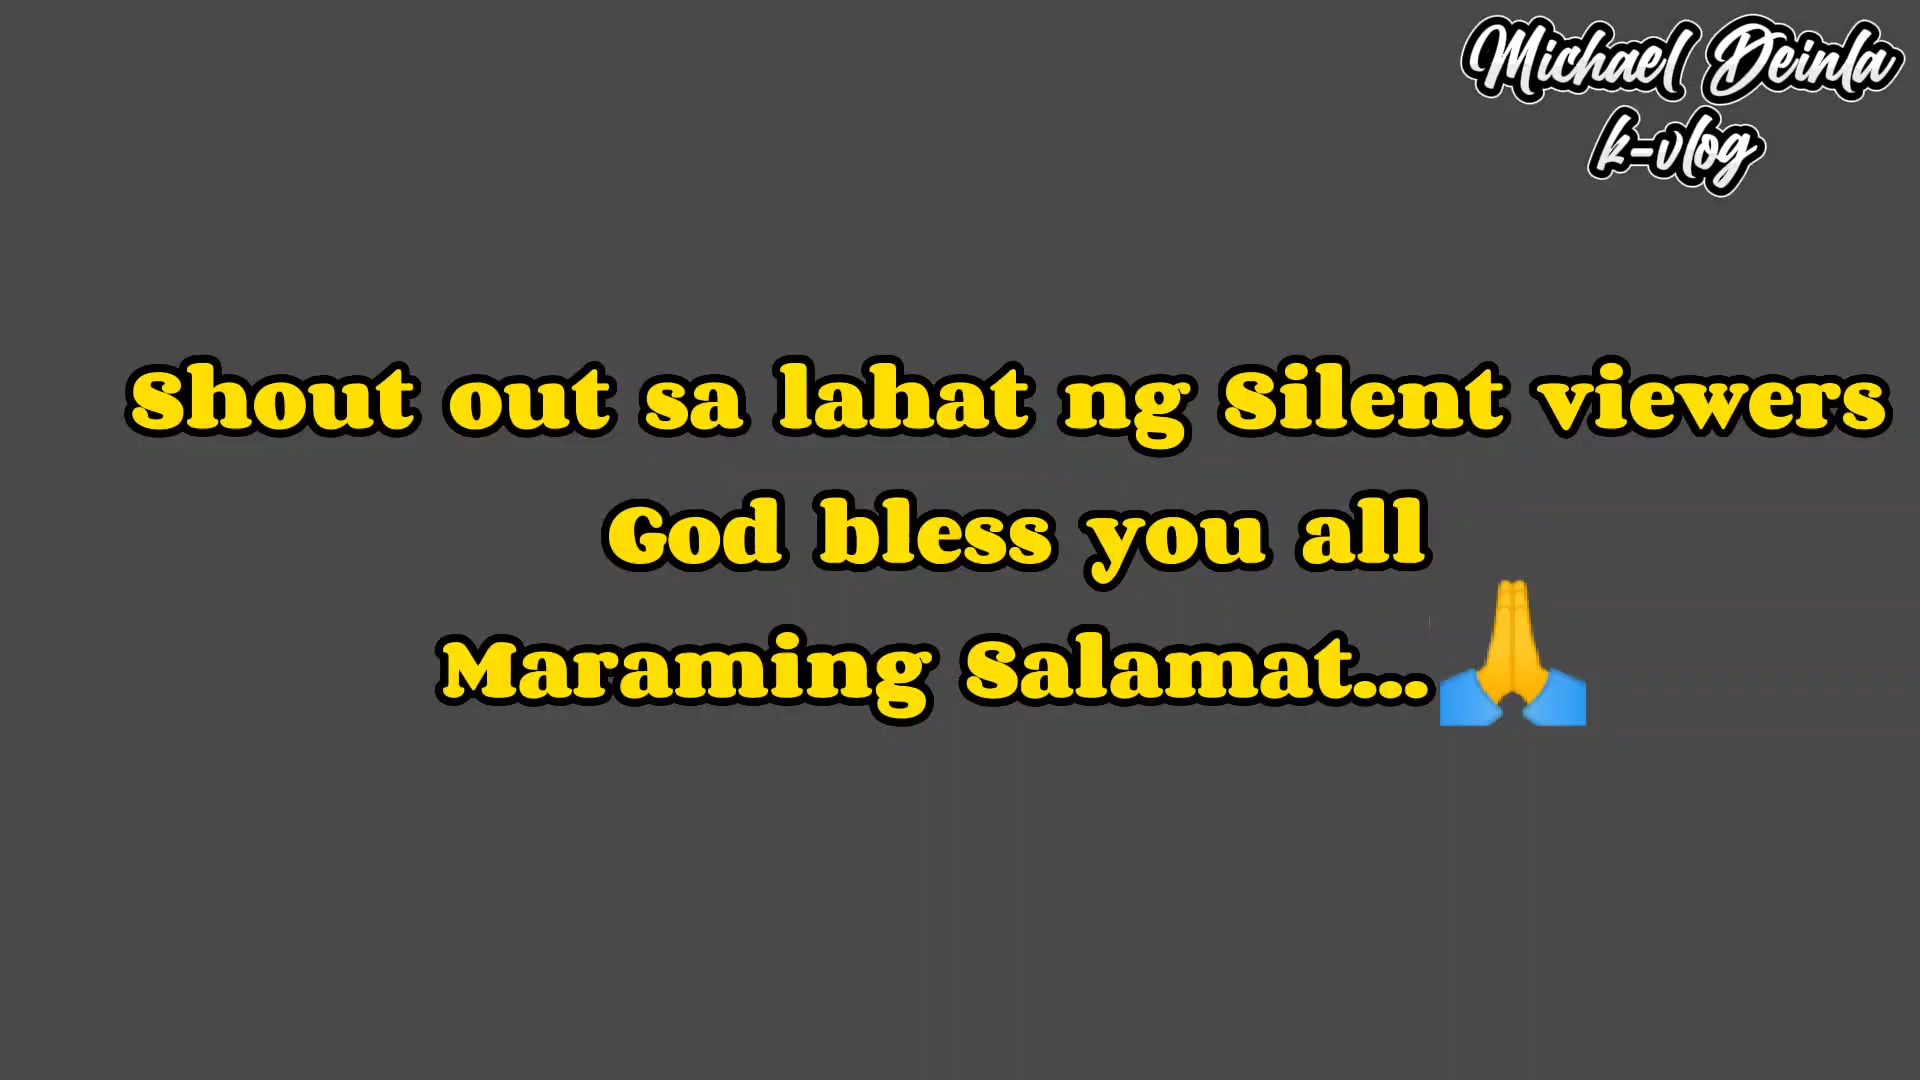 Michael Deinla
k-vlog
Shout out sa lahat ng Silent viewers
God bless you all
Maraming Salamat...🙏